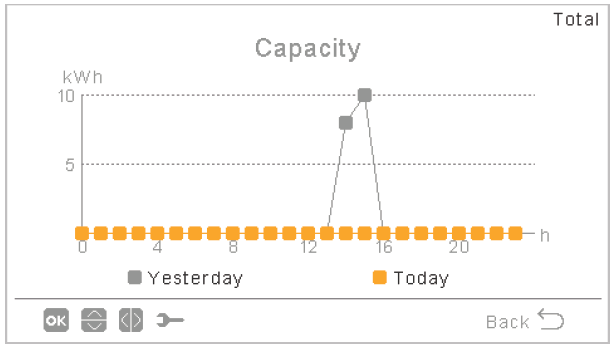 Total
Capacity
kWh
10
5
0 4 8 12 16 20 h
Yesterday Today
OK Back